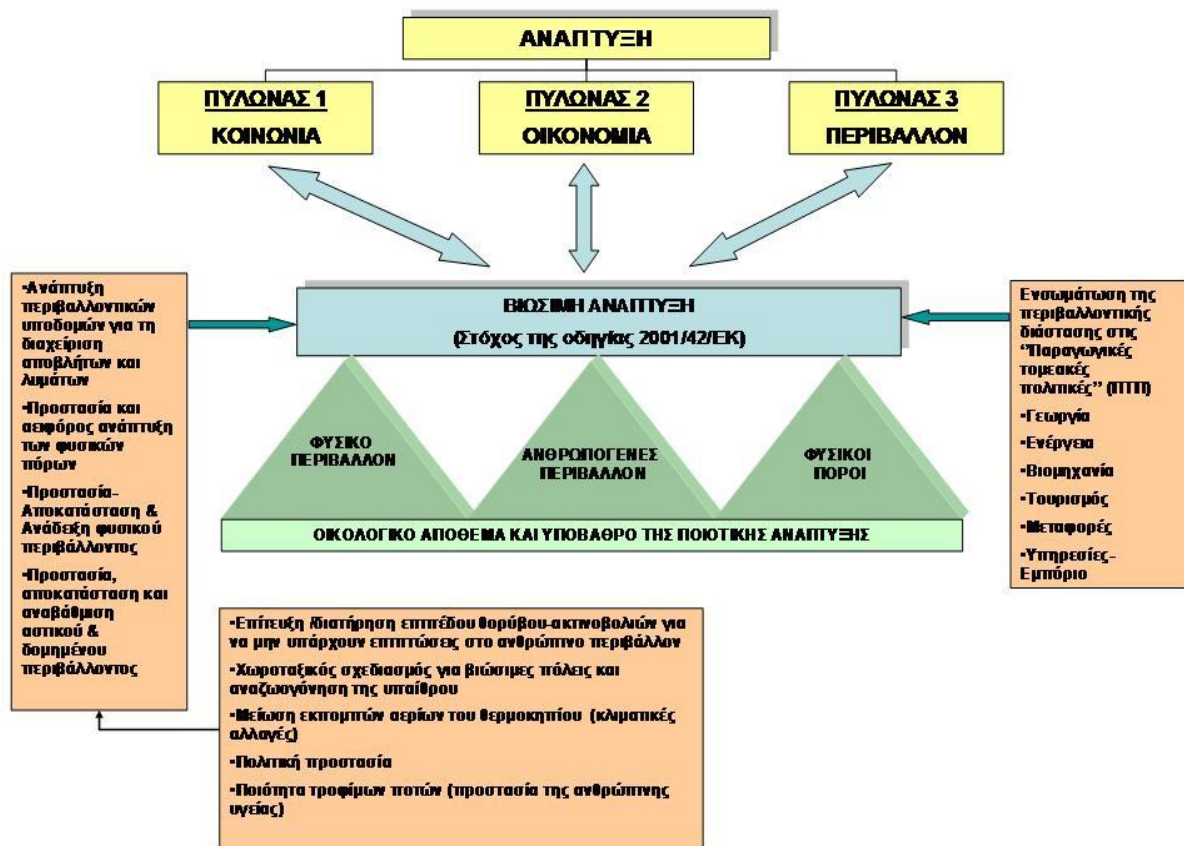 ΑΝΑΠΤΥΞΗ
ΠΥΛΩΝΑΣ 1
ΚΟΙΝΩΝΙΑ
ΠΥΛΩΝΑΣ 2
ΟΙΚΟΝΟΜΙΑ
ΠΥΛΩΝΑΣ 3
ΠΕΡΙΒΑΛΛΟΝ
•Ανάπτυξη
περιβαλλοντικών
υποδομών για τη
διαχείριση
αποβλήτων και
λυμάτων
•Προστασία και
αειφόρος ανάπτυξη
των φυσικών
πόρων
•Προστασία-
Αποκατάσταση &
Ανάδειξη φυσικού
περιβάλλοντος
•Προστασία,
αποκατάσταση και
αναβάθμιση
αστικού &
δομημένου
περιβάλλοντος
ΒΙΩΣΙΜΗ ΑΝΑΠΤΥΞΗ
(Στόχος της οδηγίας 2001/42/ΕΚ)
ΦΥΣΙΚΟ
ΠΕΡΙΒΑΛΛΟΝ
ΑΝΘΡΩΠΟΓΕΝΕΣ
ΠΕΡΙΒΑΛΛΟΝ
ΦΥΣΙΚΟΙ
ΠΟΡΟΙ
ΟΙΚΟΛΟΓΙΚΟ ΑΠΟΘΕΜΑ ΚΑΙ ΥΠΟΒΑΘΡΟ ΤΗΣ ΠΟΙΟΤΙΚΗΣ ΑΝΑΠΤΥΞΗΣ
Ενσωμάτωση της
περιβαλλοντικής
διάστασης στις
“Παραγωγικές
τομεακές
πολιτικές” (ΠΤΠ)
•Γεωργία
•Ενέργεια
•Βιομηχανία
•Τουρισμός
•Μεταφορές
•Υπηρεσίες-
Εμπόριο
•Επίτευξη /διατήρηση επιπέδου θορύβου-ακτινοβολιών για
να μην υπάρχουν επιπτώσεις στο ανθρώπινο περιβάλλον
•Χωροταξικός σχεδιασμός για βιώσιμες πόλεις και
αναζωογόνηση της υπαίθρου
•Μείωση εκπομπών αερίων του θερμοκηπίου (κλιματικές
αλλαγές)
•Πολιτική προστασία
•Ποιότητα τροφίμων ποτών (προστασία της ανθρώπινης
υγείας)